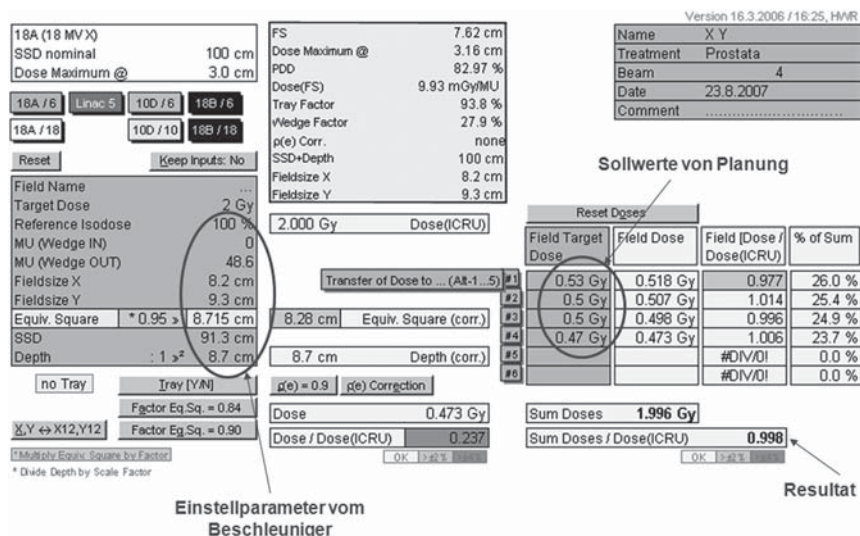 Version 16.3.2006 / 16:25, HWR
18A (18 MV X)
SSD nominal 100 cm
Dose Maximum @ 3.0 cm
18A / 6 Linac 5 10D / 6 18B / 6
18A / 18 10D / 10 18B / 18
Reset Keep Inputs: No
Field Name ...
Target Dose 2 Gy
Reference Isodose 100 %
MU (Wedge IN) 0
MU (Wedge OUT) 48.6
Fieldsize X 8.2 cm
Fieldsize Y 9.3 cm
Equiv. Square * 0.95 » 8.715 cm
SSD 91.3 cm
Depth : 1 »² 8.7 cm
no Tray Tray [Y/N]
Factor Eq.Sq. = 0.84
X,Y ↔ X12,Y12 Factor Eq.Sq. = 0.90
* Multiply Equiv. Square by Factor
² Divide Depth by Scale Factor
Einstellparameter vom
Beschleuniger
FS 7.62 cm
Dose Maximum @ 3.16 cm
PDD 82.97 %
Dose(FS) 9.93 mGy/MU
Tray Factor 93.8 %
Wedge Factor 27.9 %
ρ(e) Corr. none
SSD+Depth 100 cm
Fieldsize X 8.2 cm
Fieldsize Y 9.3 cm
2.000 Gy Dose(ICRU)
Transfer of Dose to ... (Alt-1...5)
8.28 cm Equiv. Square (corr.)
8.7 cm Depth (corr.)
ρ(e) = 0.9 ρ(e) Correction
Dose 0.473 Gy
Dose / Dose(ICRU) 0.237
OK >±2% >±4%
Name X Y
Treatment Prostata
Beam 4
Date 23.8.2007
Comment ..............................
Sollwerte von Planung
Reset Doses
Field Target Dose Field Dose Field [Dose / Dose(ICRU) % of Sum
#1 0.53 Gy 0.518 Gy 0.977 26.0 %
#2 0.5 Gy 0.507 Gy 1.014 25.4 %
#3 0.5 Gy 0.498 Gy 0.996 24.9 %
#4 0.47 Gy 0.473 Gy 1.006 23.7 %
#5 #DIV/0! 0.0 %
#6 #DIV/0! 0.0 %
Sum Doses 1.996 Gy
Sum Doses / Dose(ICRU) 0.998
OK >±2%
Resultat